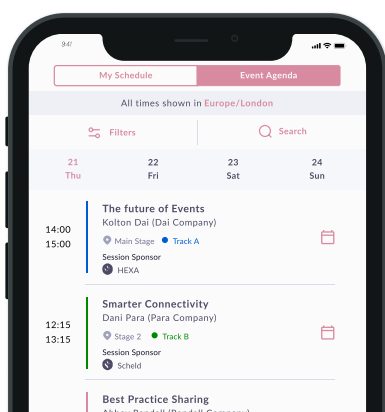 9:41
My Schedule Event Agenda
All times shown in Europe/London
Filters Search
21 22 23 24
Thu Fri Sat Sun
The future of Events
Kolton Dai (Dai Company)
14:00
15:00
Main Stage Track A
Session Sponsor
HEXA
Smarter Connectivity
Dani Para (Para Company)
12:15
13:15
Stage 2 Track B
Session Sponsor
Scheld
Best Practice Sharing